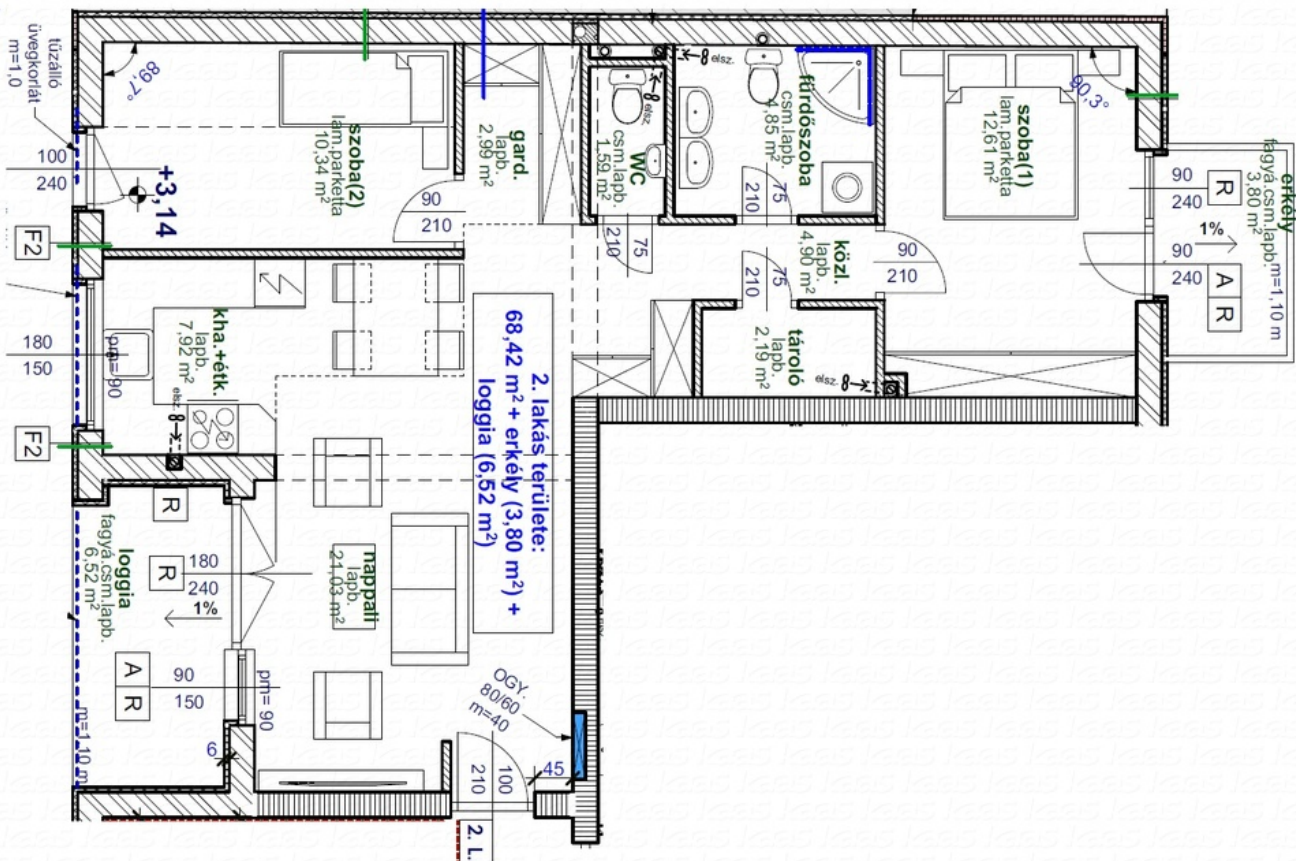 tűzálló
üvegkorlát
m=1,0
89,7°
100
240
+3,14
F2
180
150
pm=90
F2
szoba(2)
lam.parketta
10,34 m²
90
210
gard.
lapb.
2,99 m²
elsz.
8
8
elsz.
WC
csm.lapb.
1,59 m²
75
210
fürdőszoba
csm.lapb.
4,85 m²
75
210
közl.
lapb.
4,90 m²
75
210
90
210
tároló
lapb.
2,19 m²
elsz. 8
szoba(1)
lam.parketta
12,61 m²
90,3°
90
240
R
1%
90
240
A R
erkély
fagyá.csm.lapb.
3,80 m²
m=1,10 m
kha.+étk.
lapb.
7,92 m²
elsz. 8
2. lakás területe:
68,42 m² + erkély (3,80 m²) +
loggia (6,52 m²)
nappali
lapb.
21,03 m²
R
R
180
240
1%
loggia
fagyá.csm.lapb.
6,52 m²
A R
90
150
pm=90
m=1,10 m
6
OGY.
80/60
m=40
100
210
45
2. L.